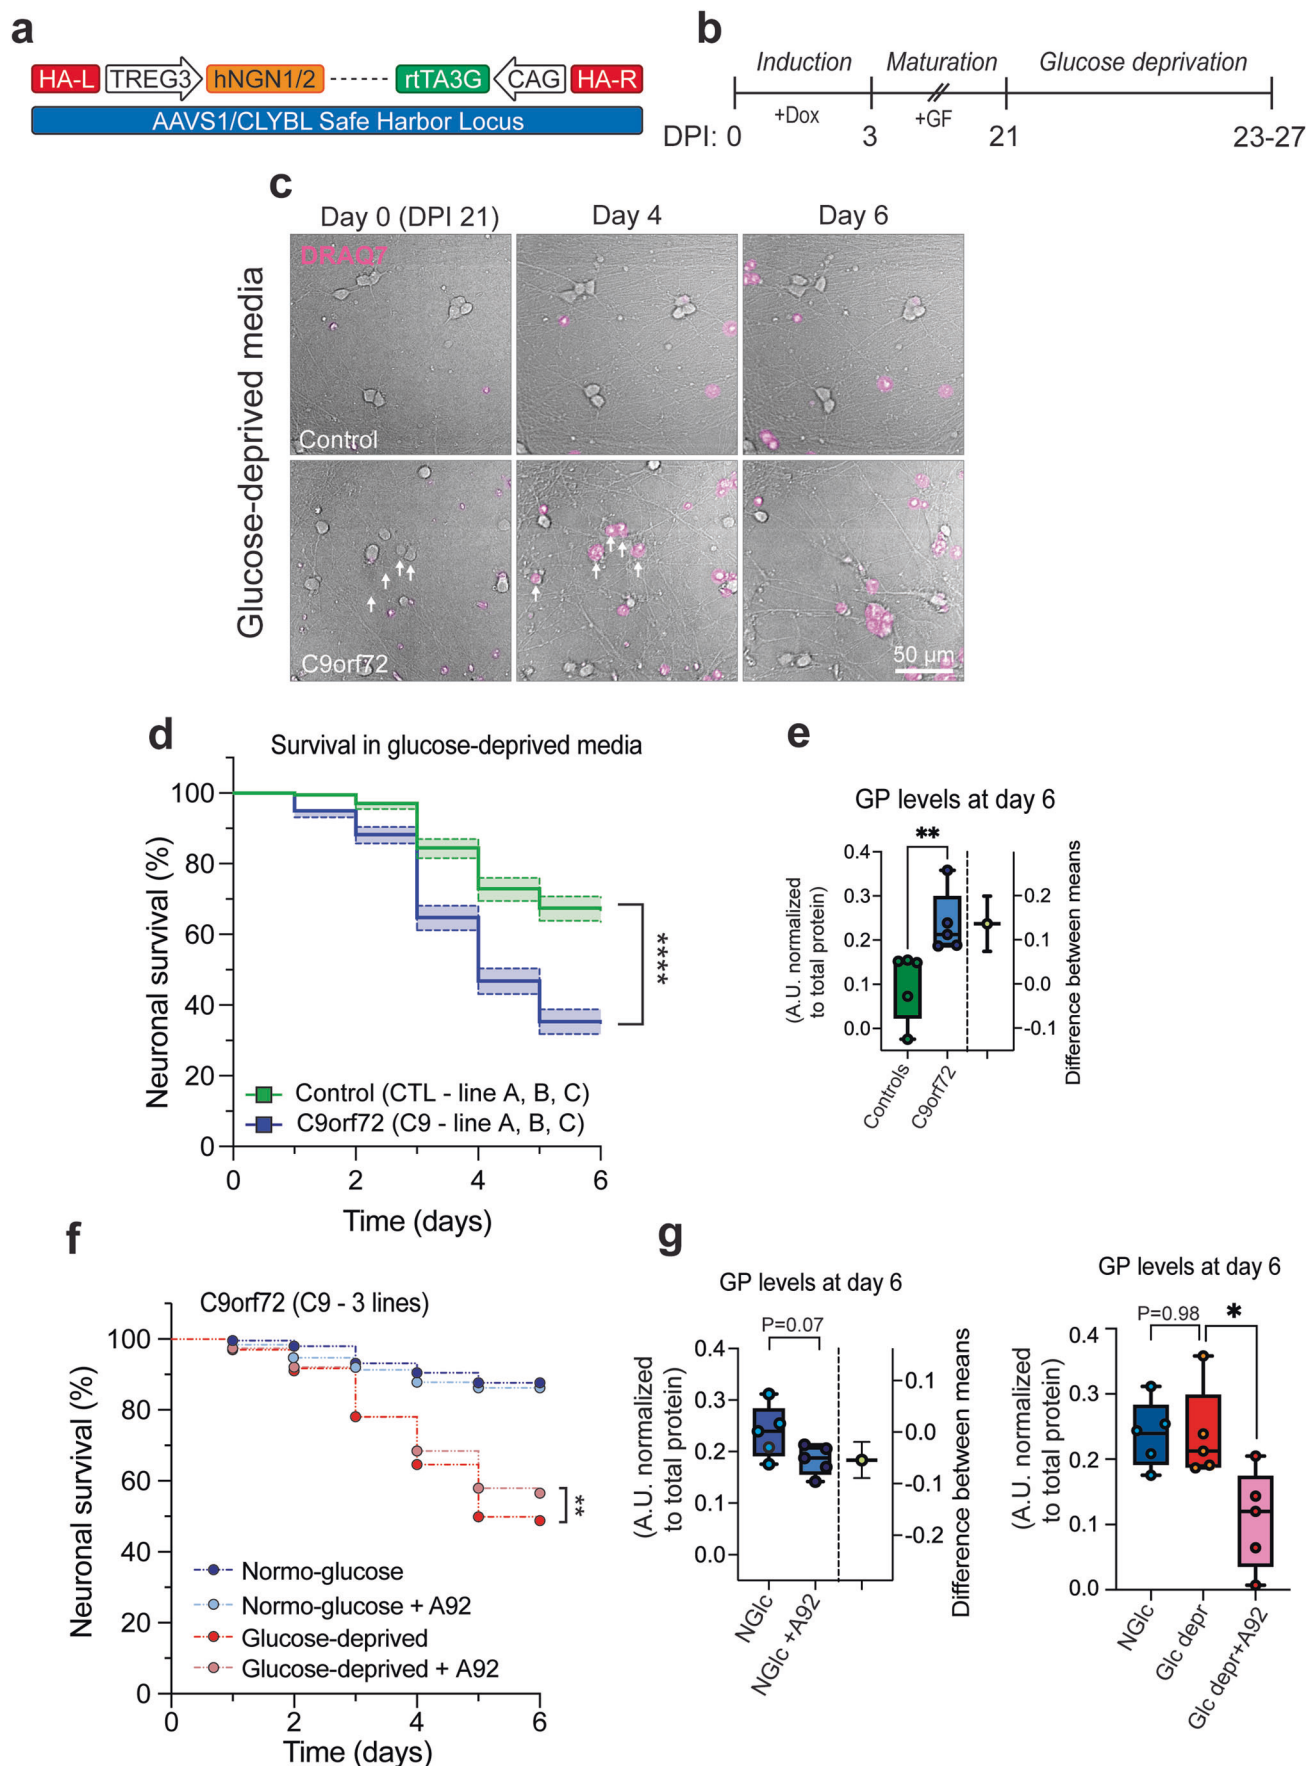 a
HA-L TREG3 hNGN1/2 rtTA3G CAG HA-R
AAVS1/CLYBL Safe Harbor Locus
b
Induction Maturation Glucose deprivation
+Dox +GF
DPI: 0 3 21 23-27
c
Day 0 (DPI 21) Day 4 Day 6
Glucose-deprived media
DRAQ7
Control
C9orf72
50 µm
d
Survival in glucose-deprived media
Neuronal survival (%)
100
80
60
40
20
0
****
Control (CTL - line A, B, C)
C9orf72 (C9 - line A, B, C)
0 2 4 6
Time (days)
e
GP levels at day 6
**
(A.U. normalized
to total protein)
0.4
0.3
0.2
0.1
0.0
0.2
0.1
0.0
-0.1
Difference between means
Controls
C9orf72
f
C9orf72 (C9 - 3 lines)
Neuronal survival (%)
100
80
60
40
20
0
**
Normo-glucose
Normo-glucose + A92
Glucose-deprived
Glucose-deprived + A92
0 2 4 6
Time (days)
g
GP levels at day 6
P=0.07
(A.U. normalized
to total protein)
0.4
0.3
0.2
0.1
0.0
0.1
0.0
-0.1
-0.2
Difference between means
NGlc
NGlc +A92
GP levels at day 6
P=0.98 *
(A.U. normalized
to total protein)
0.4
0.3
0.2
0.1
0.0
NGlc
Glc depr
Glc depr+A92